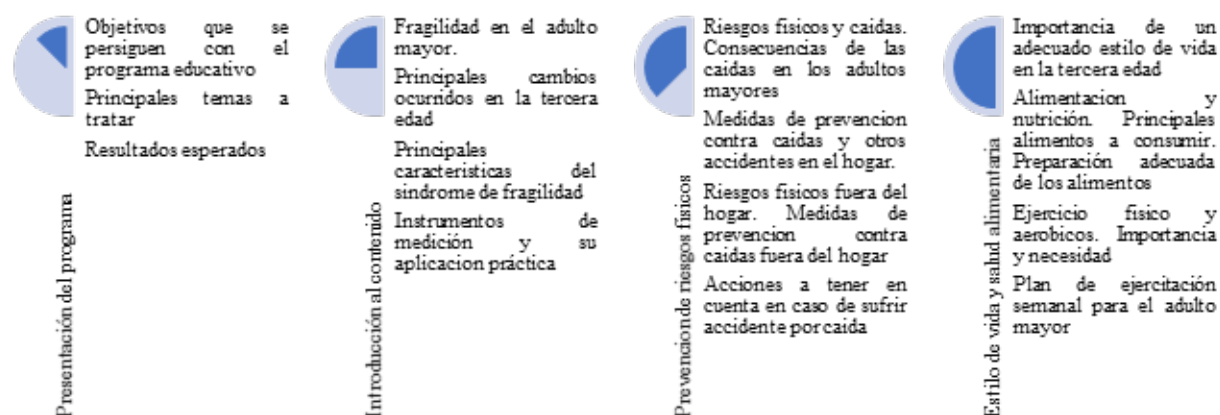 Objetivos que se
persiguen con el
programa educativo
Principales temas a
tratar
Resultados esperados
Presentación del programa
Fragilidad en el adulto
mayor.
Principales cambios
ocurridos en la tercera
edad
Principales
caracteristicas del
sindrome de fragilidad
Instrumentos de
medición y su
aplicacion práctica
Introducción al contenido
Riesgos fisicos y caidas.
Consecuencias de las
caidas en los adultos
mayores
Medidas de prevencion
contra caidas y otros
accidentes en el hogar.
Riesgos fisicos fuera del
hogar. Medidas de
prevencion contra
caidas fuera del hogar
Acciones a tener en
cuenta en caso de sufrir
accidente por caida
Prevencion de riesgos fisicos
Importancia de un
adecuado estilo de vida
en la tercera edad
Alimentacion y
nutrición. Principales
alimentos a consumir.
Preparación adecuada
de los alimentos
Ejercicio fisico y
aerobicos. Importancia
y necesidad
Plan de ejercitación
semanal para el adulto
mayor
Estilo de vida y salud alimentaria